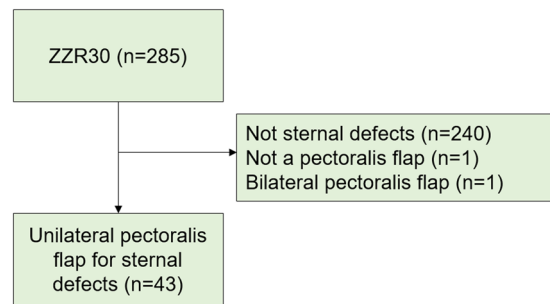 ZZR30 (n=285)
Not sternal defects (n=240)
Not a pectoralis flap (n=1)
Bilateral pectoralis flap (n=1)
Unilateral pectoralis
flap for sternal
defects (n=43)